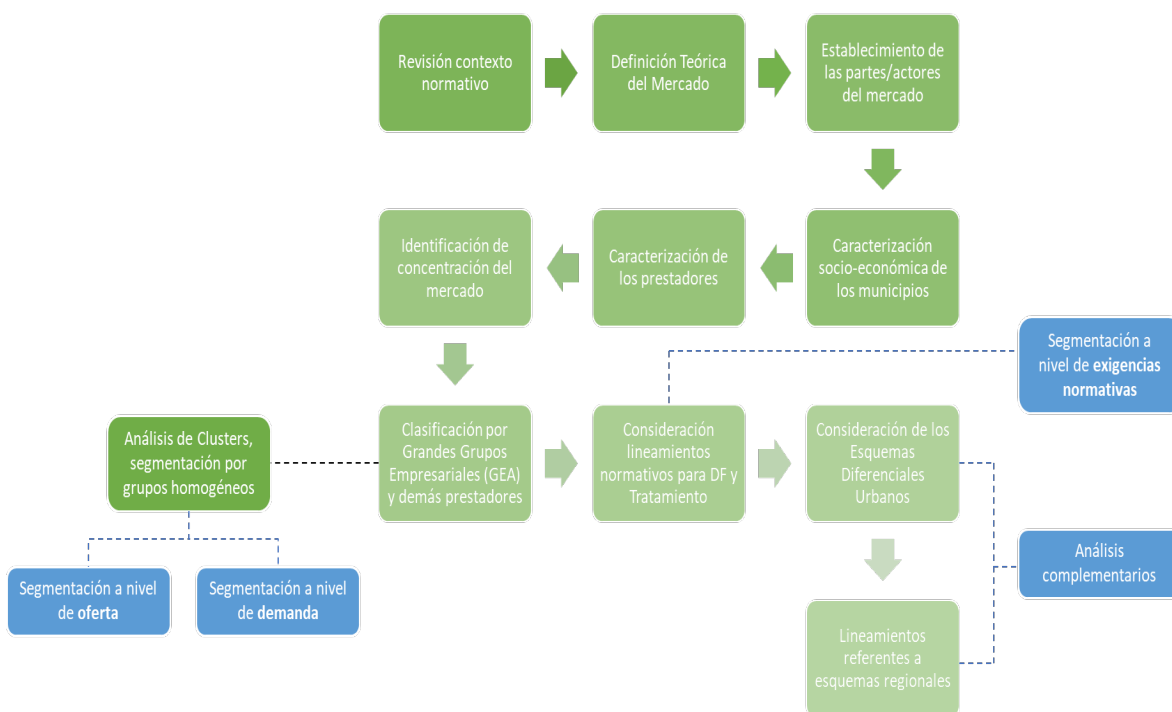 Revisión contexto
normativo
Definición Teórica
del Mercado
Establecimiento de
las partes/actores
del mercado
Identificación de
concentración del
mercado
Caracterización de
los prestadores
Caracterización
socio-económica de
los municipios
Segmentación a
nivel de exigencias
normativas
Análisis de Clusters,
segmentación por
grupos homogéneos
Clasificación por
Grandes Grupos
Empresariales (GEA)
y demás prestadores
Consideración
lineamientos
normativos para DF y
Tratamiento
Consideración de los
Esquemas
Diferenciales
Urbanos
Segmentación a nivel
de oferta
Segmentación a nivel
de demanda
Análisis
complementarios
Lineamientos
referentes a
esquemas regionales